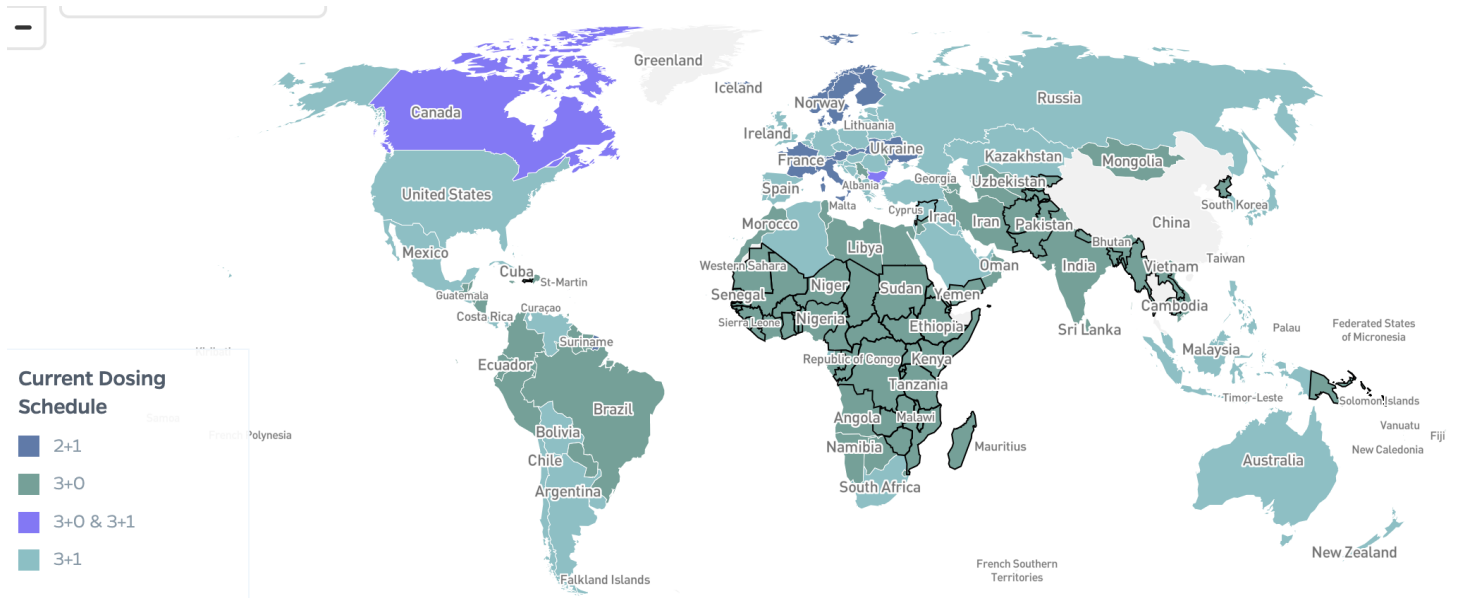 Greenland
Iceland
Canada
Norway
Russia
Lithuania
Ireland
Ukraine
France
Kazakhstan
Mongolia
Georgia
Uzbekistan
Spain
Albania
United States
Malta
Cyprus
Iraq
Iran
Pakistan
South Korea
China
Morocco
Libya
Bhutan
Mexico
Western Sahara
Oman
India
Vietnam
Taiwan
Cuba
St-Martin
Niger
Sudan
Yemen
Guatemala
Senegal
Cambodia
Curaçao
Costa Rica
Sierra Leone
Nigeria
Ethiopia
Sri Lanka
Palau
Federated States
of Micronesia
Suriname
Malaysia
Ecuador
Republic of Congo
Kenya
Tanzania
Timor-Leste
Solomon Islands
Brazil
Angola
Malawi
Vanuatu
Samoa
French Polynesia
Bolivia
Fiji
Namibia
Mauritius
New Caledonia
Chile
Australia
Argentina
South Africa
New Zealand
French Southern
Territories
Falkland Islands
Current Dosing
Schedule
2+1
3+0
3+0 & 3+1
3+1